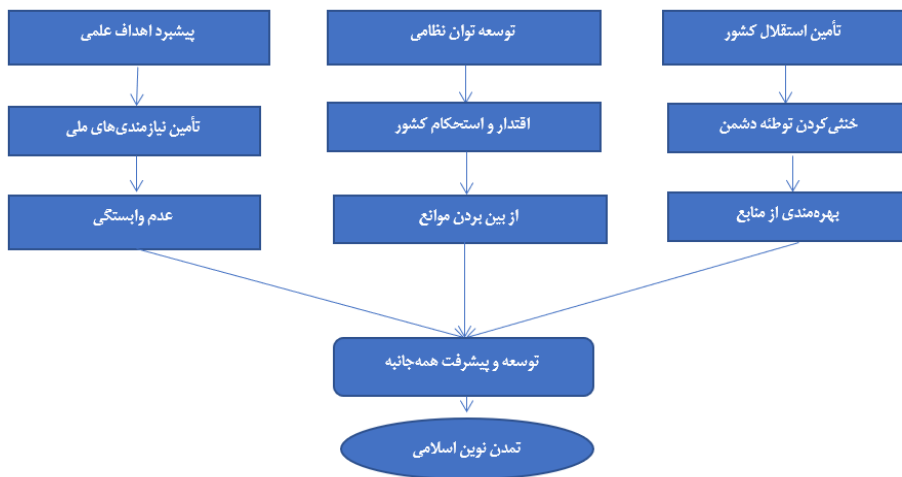 تأمین استقلال کشور
توسعه توان نظامی
پیشبرد اهداف علمی
خنثی‌کردن توطئه دشمن
اقتدار و استحکام کشور
تأمین نیازمندی‌های ملی
بهره‌مندی از منابع
از بین بردن موانع
عدم وابستگی
توسعه و پیشرفت همه‌جانبه
تمدن نوین اسلامی